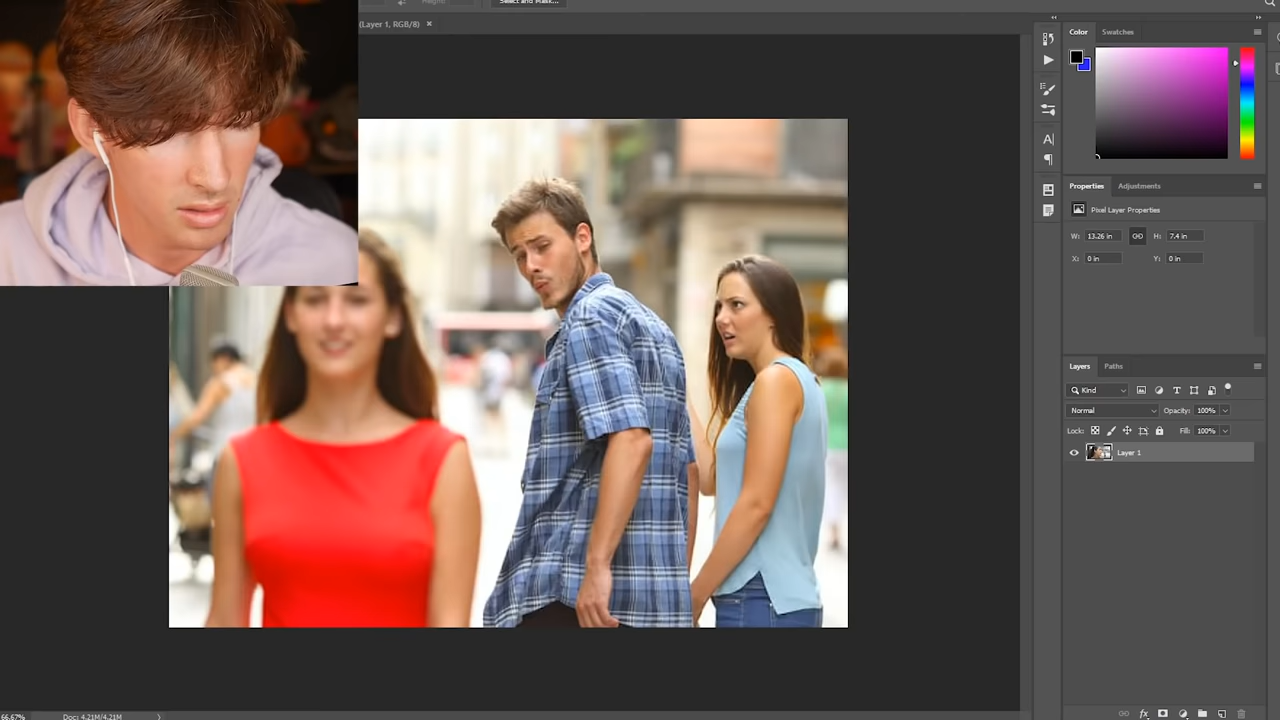 Select and Mask...
(Layer 1, RGB/8)
Color
Swatches
Properties
Adjustments
Pixel Layer Properties
W: 13.26 in
H: 7.4 in
X: 0 in
Y: 0 in
Layers
Paths
Kind
Normal
Opacity: 100%
Lock:
Fill: 100%
Layer 1
66.67%
Doc: 4.21M/4.21M